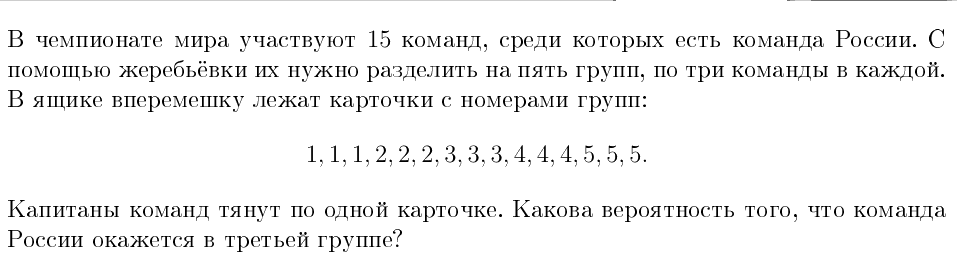 В чемпионате мира участвуют 15 команд, среди которых есть команда России. С
помощью жеребьёвки их нужно разделить на пять групп, по три команды в каждой.
В ящике вперемешку лежат карточки с номерами групп:
1, 1, 1, 2, 2, 2, 3, 3, 3, 4, 4, 4, 5, 5, 5.
Капитаны команд тянут по одной карточке. Какова вероятность того, что команда
России окажется в третьей группе?